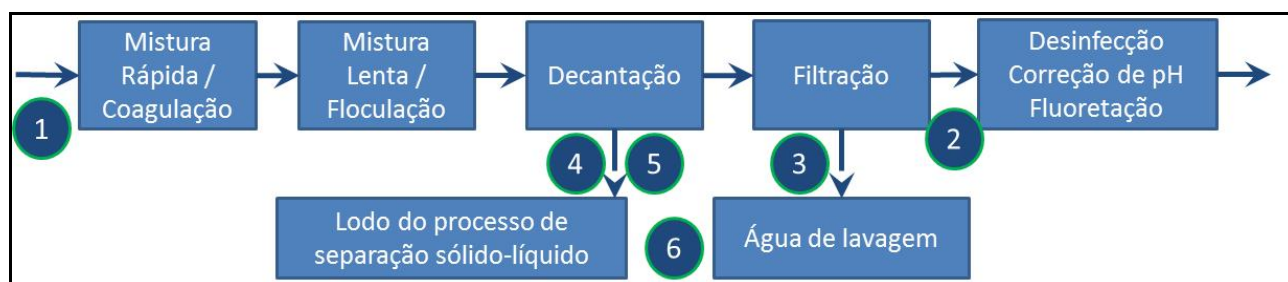 Mistura
Rápida /
Coagulação
Mistura
Lenta /
Floculação
Decantação
Filtração
Desinfecção
Correção de pH
Fluoretação
1
2
4
5
3
Lodo do processo de
separação sólido-líquido
6
Água de lavagem